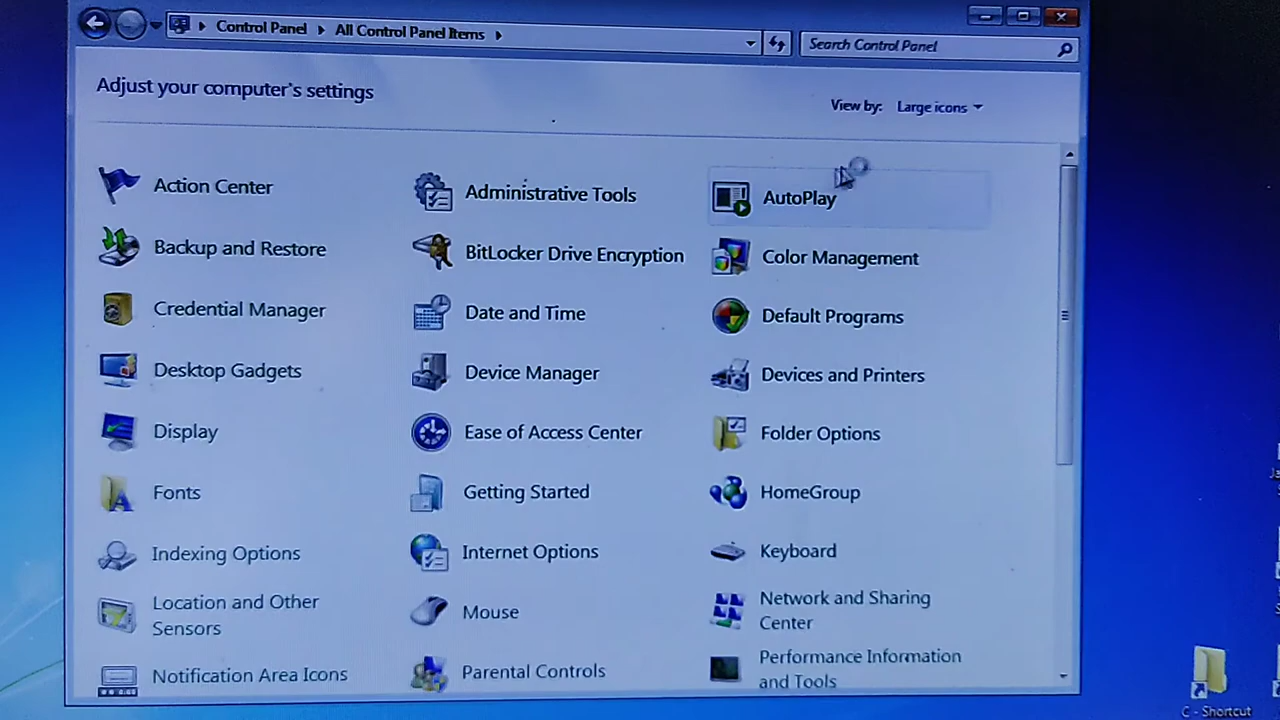 Control Panel
All Control Panel Items
Search Control Panel
Adjust your computer's settings
View by:
Large icons
Action Center
Administrative Tools
AutoPlay
Backup and Restore
BitLocker Drive Encryption
Color Management
Credential Manager
Date and Time
Default Programs
Desktop Gadgets
Device Manager
Devices and Printers
Display
Ease of Access Center
Folder Options
Fonts
Getting Started
HomeGroup
Indexing Options
Internet Options
Keyboard
Location and Other
Sensors
Mouse
Network and Sharing
Center
Notification Area Icons
Parental Controls
Performance Information
and Tools
C - Shortcut